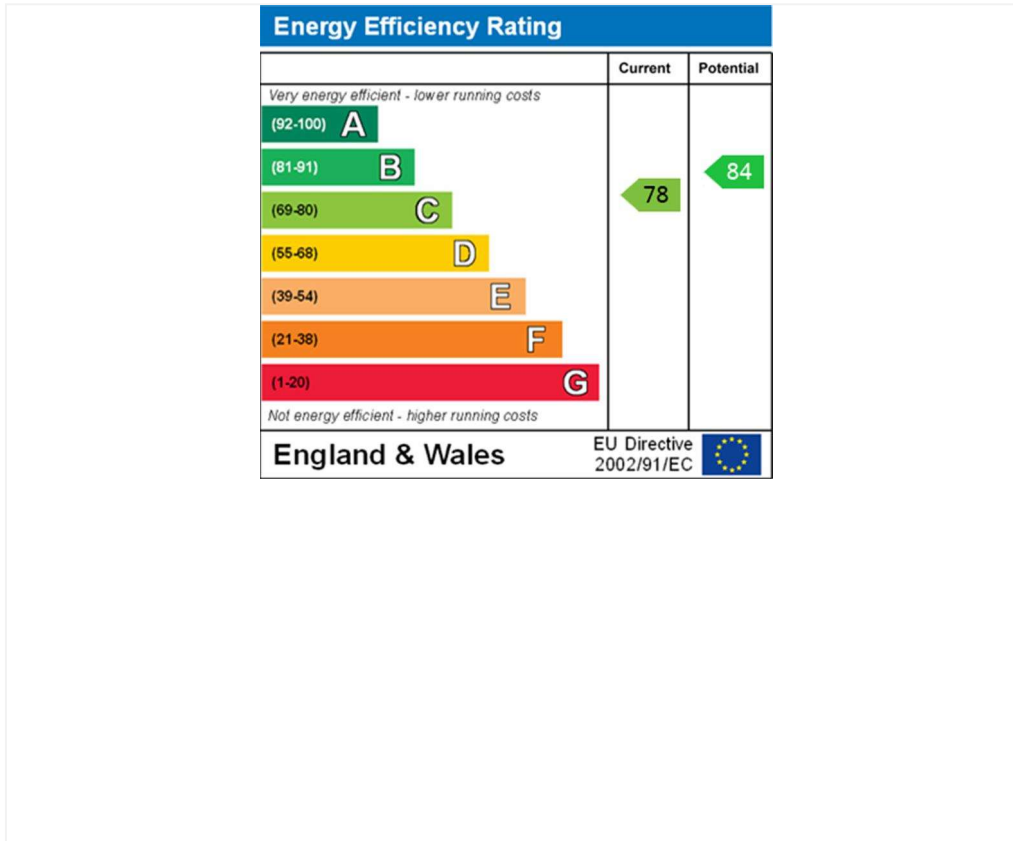 Energy Efficiency Rating
Current Potential
Very energy efficient - lower running costs
(92-100) A
(81-91) B
84
(69-80) C
78
(55-68) D
(39-54) E
(21-38) F
(1-20) G
Not energy efficient - higher running costs
England & Wales
EU Directive
2002/91/EC